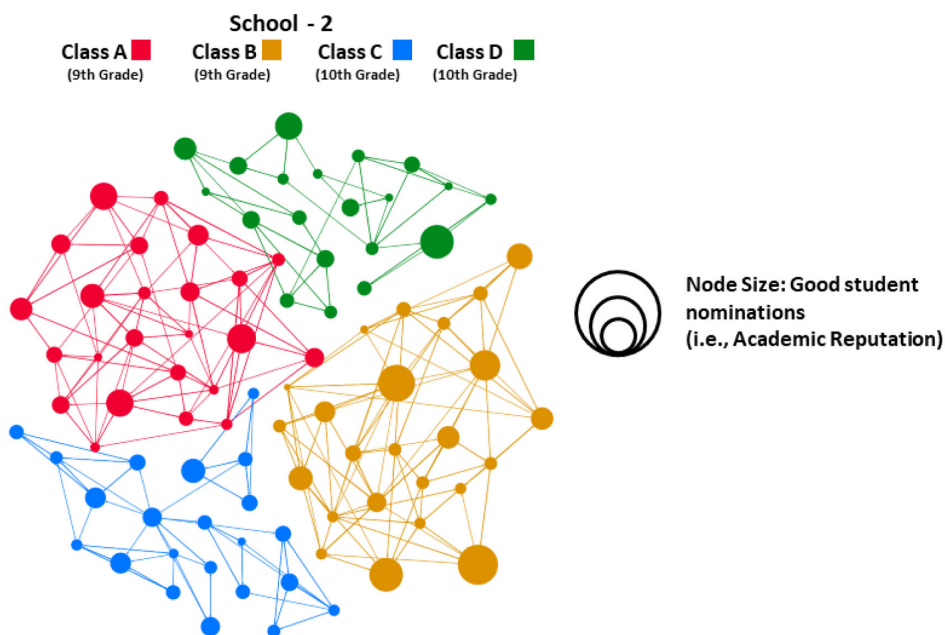 School - 2
Class A Class B Class C Class D
(9th Grade) (9th Grade) (10th Grade) (10th Grade)
Node Size: Good student
nominations
(i.e., Academic Reputation)